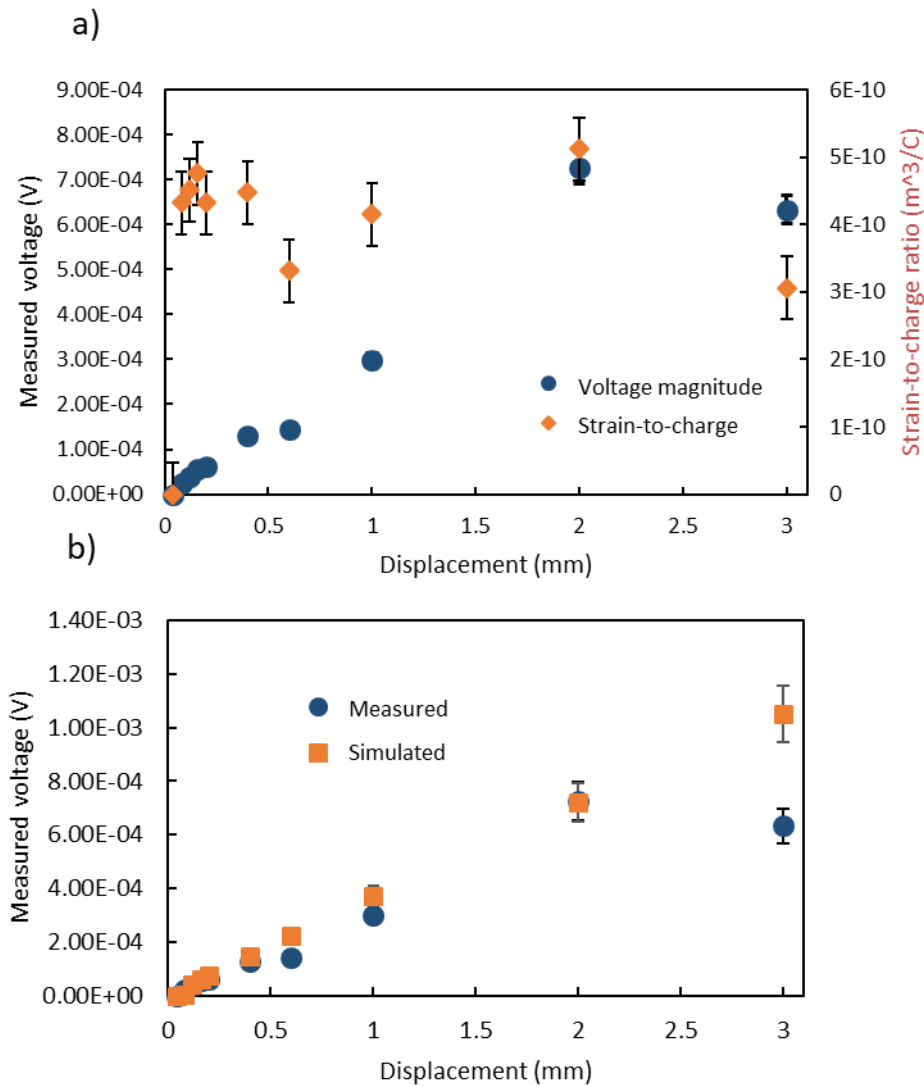 a)
9.00E-04
8.00E-04
7.00E-04
6.00E-04
5.00E-04
4.00E-04
3.00E-04
2.00E-04
1.00E-04
0.00E+00
Measured voltage (V)
6E-10
5E-10
4E-10
3E-10
2E-10
1E-10
0
Strain-to-charge ratio (m^3/C)
Voltage magnitude
Strain-to-charge
0 0.5 1 1.5 2 2.5 3
Displacement (mm)
b)
1.40E-03
1.20E-03
1.00E-03
8.00E-04
6.00E-04
4.00E-04
2.00E-04
0.00E+00
Measured voltage (V)
Measured
Simulated
0 0.5 1 1.5 2 2.5 3
Displacement (mm)